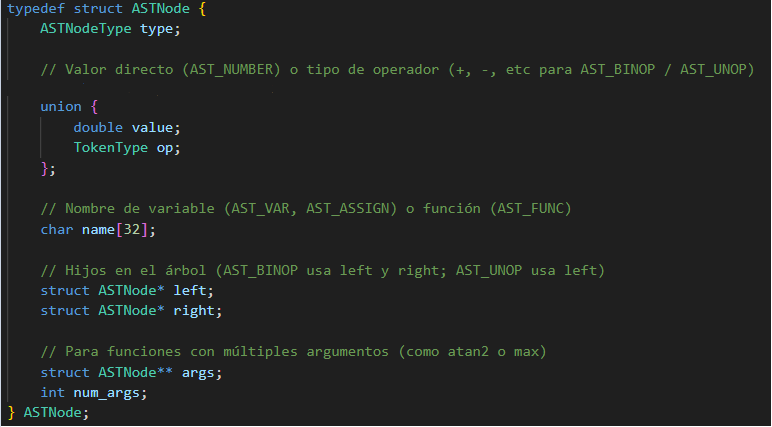 typedef struct ASTNode {
    ASTNodeType type;
    // Valor directo (AST_NUMBER) o tipo de operador (+, -, etc para AST_BINOP / AST_UNOP)
    union {
        double value;
        TokenType op;
    };
    // Nombre de variable (AST_VAR, AST_ASSIGN) o función (AST_FUNC)
    char name[32];
    // Hijos en el árbol (AST_BINOP usa left y right; AST_UNOP usa left)
    struct ASTNode* left;
    struct ASTNode* right;
    // Para funciones con múltiples argumentos (como atan2 o max)
    struct ASTNode** args;
    int num_args;
} ASTNode;